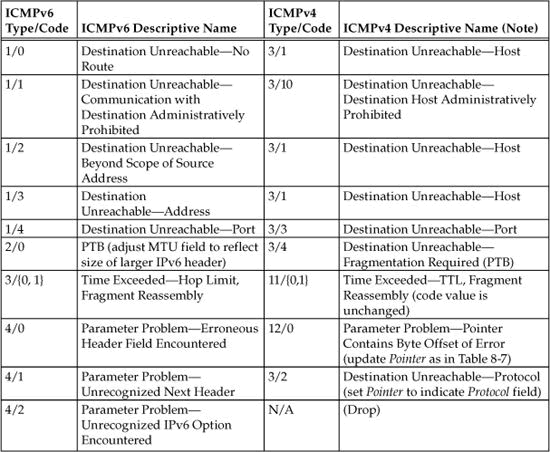 ICMPv6 Type/Code | ICMPv6 Descriptive Name | ICMPv4 Type/Code | ICMPv4 Descriptive Name (Note)
1/0 | Destination Unreachable—No Route | 3/1 | Destination Unreachable—Host
1/1 | Destination Unreachable—Communication with Destination Administratively Prohibited | 3/10 | Destination Unreachable—Destination Host Administratively Prohibited
1/2 | Destination Unreachable—Beyond Scope of Source Address | 3/1 | Destination Unreachable—Host
1/3 | Destination Unreachable—Address | 3/1 | Destination Unreachable—Host
1/4 | Destination Unreachable—Port | 3/3 | Destination Unreachable—Port
2/0 | PTB (adjust MTU field to reflect size of larger IPv6 header) | 3/4 | Destination Unreachable—Fragmentation Required (PTB)
3/{0, 1} | Time Exceeded—Hop Limit, Fragment Reassembly | 11/{0,1} | Time Exceeded—TTL, Fragment Reassembly (code value is unchanged)
4/0 | Parameter Problem—Erroneous Header Field Encountered | 12/0 | Parameter Problem—Pointer Contains Byte Offset of Error (update Pointer as in Table 8-7)
4/1 | Parameter Problem—Unrecognized Next Header | 3/2 | Destination Unreachable—Protocol (set Pointer to indicate Protocol field)
4/2 | Parameter Problem—Unrecognized IPv6 Option Encountered | N/A | (Drop)